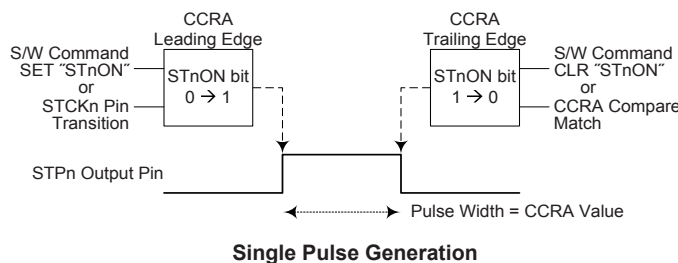 CCRA
Leading Edge
S/W Command
SET ˝STnON˝
or
STCKn Pin
Transition
STnON bit
0 → 1
CCRA
Trailing Edge
STnON bit
1 → 0
S/W Command
CLR ˝STnON˝
or
CCRA Compare
Match
STPn Output Pin
Pulse Width = CCRA Value
Single Pulse Generation